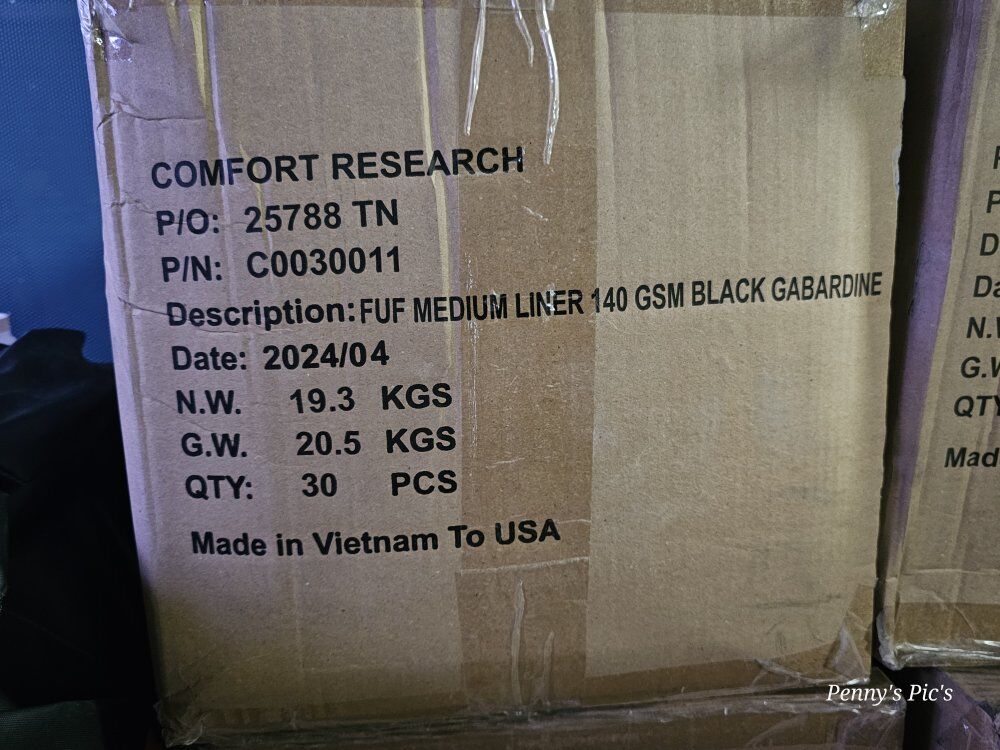 COMFORT RESEARCH
P/O: 25788 TN
P/N: C0030011
Description: FUF MEDIUM LINER 140 GSM BLACK GABARDINE
Date: 2024/04
N.W. 19.3 KGS
G.W. 20.5 KGS
QTY: 30 PCS
Made in Vietnam To USA
Penny's Pic's